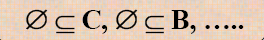 ∅ ⊆ C, ∅ ⊆ B, …..